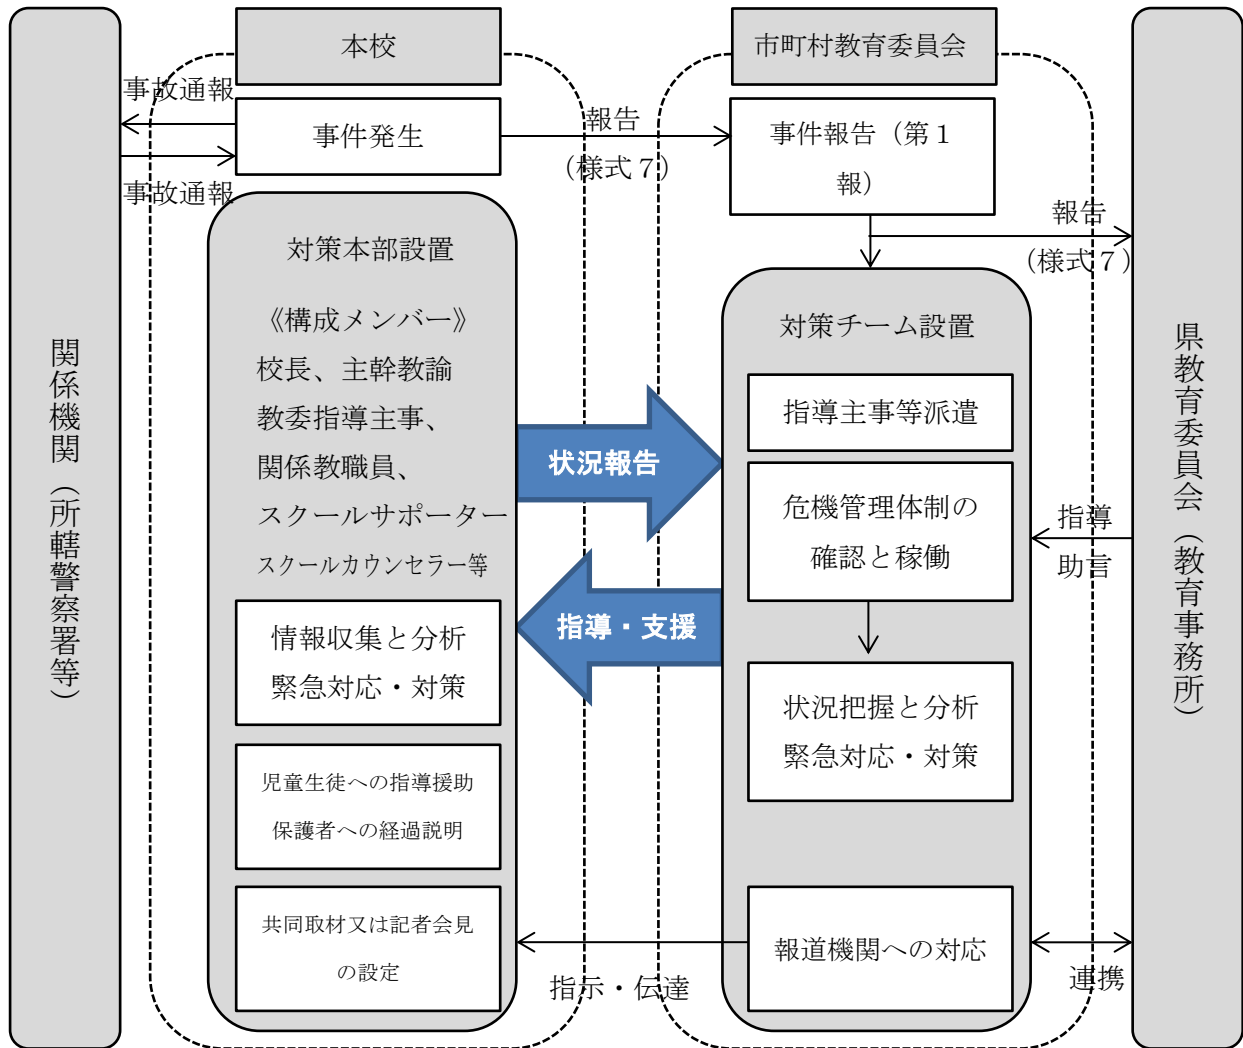 本校
市町村教育委員会
事故通報
事件発生
事故通報
報告
(様式７)
事件報告（第１
報）
報告
(様式７)
関係機関（所轄警察署等）
対策本部設置
《構成メンバー》
校長、主幹教諭
教委指導主事、
関係教職員、
スクールサポーター
スクールカウンセラー等
情報収集と分析
緊急対応・対策
児童生徒への指導援助
保護者への経過説明
共同取材又は記者会見
の設定
状況報告
指導・支援
指示・伝達
対策チーム設置
指導主事等派遣
危機管理体制の
確認と稼働
状況把握と分析
緊急対応・対策
報道機関への対応
指導
助言
連携
県教育委員会（教育事務所）